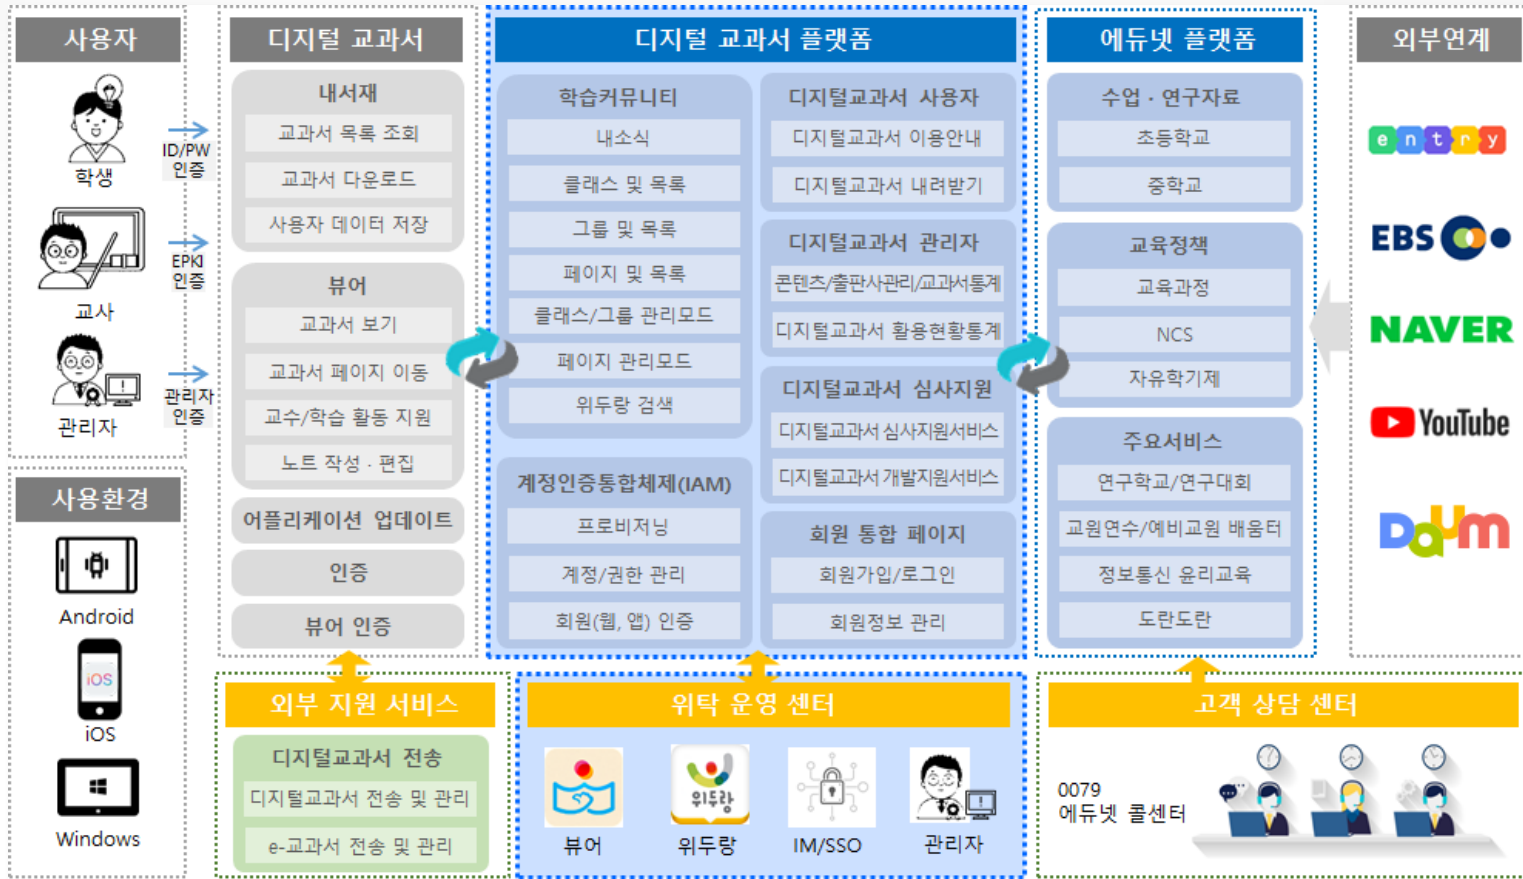 사용자
학생
ID/PW
인증
교사
EPKI
인증
관리자
관리자
인증
사용환경
Android
iOS
iOS
Windows
디지털 교과서
내서재
교과서 목록 조회
교과서 다운로드
사용자 데이터 저장
뷰어
교과서 보기
교과서 페이지 이동
교수/학습 활동 지원
노트 작성 · 편집
어플리케이션 업데이트
인증
뷰어 인증
디지털 교과서 플랫폼
학습커뮤니티
내소식
클래스 및 목록
그룹 및 목록
페이지 및 목록
클래스/그룹 관리모드
페이지 관리모드
위두랑 검색
계정인증통합체제(IAM)
프로비저닝
계정/권한 관리
회원(웹, 앱) 인증
디지털교과서 사용자
디지털교과서 이용안내
디지털교과서 내려받기
디지털교과서 관리자
콘텐츠/출판사관리/교과서통계
디지털교과서 활용현황통계
디지털교과서 심사지원
디지털교과서 심사지원서비스
디지털교과서 개발지원서비스
회원 통합 페이지
회원가입/로그인
회원정보 관리
에듀넷 플랫폼
수업 · 연구자료
초등학교
중학교
교육정책
교육과정
NCS
자유학기제
주요서비스
연구학교/연구대회
교원연수/예비교원 배움터
정보통신 윤리교육
도란도란
외부연계
entry
EBS
NAVER
YouTube
Daum
외부 지원 서비스
디지털교과서 전송
디지털교과서 전송 및 관리
e-교과서 전송 및 관리
위탁 운영 센터
뷰어
위두랑
위두랑
IM/SSO
관리자
고객 상담 센터
0079
에듀넷 콜센터